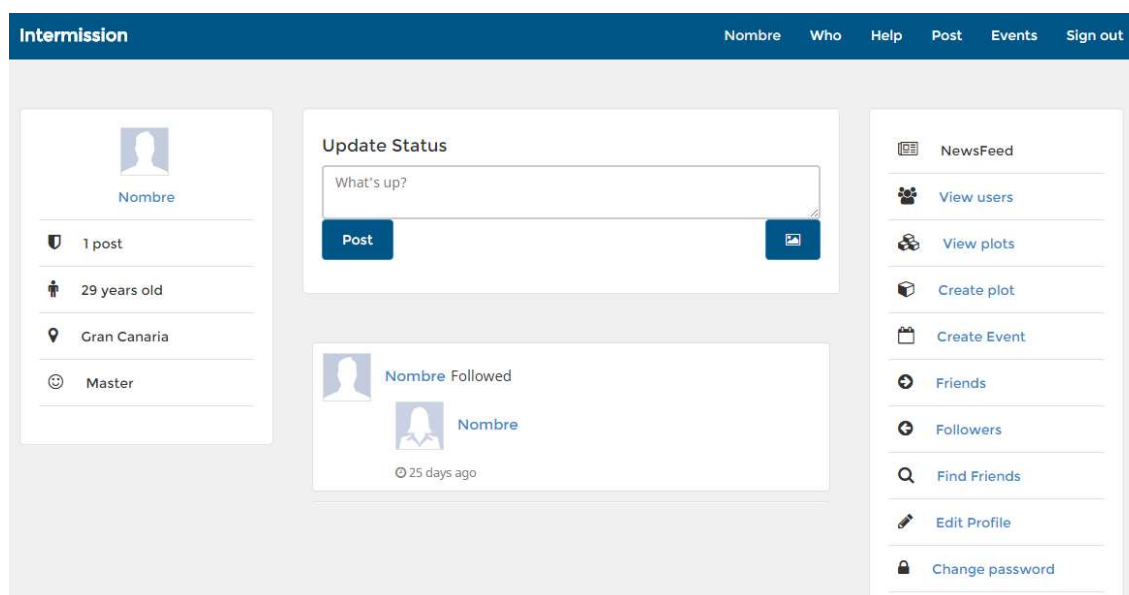 Intermission
Nombre Who Help Post Events Sign out
Nombre
1 post
29 years old
Gran Canaria
Master
Update Status
What's up?
Post
Nombre Followed
Nombre
25 days ago
NewsFeed
View users
View plots
Create plot
Create Event
Friends
Followers
Find Friends
Edit Profile
Change password